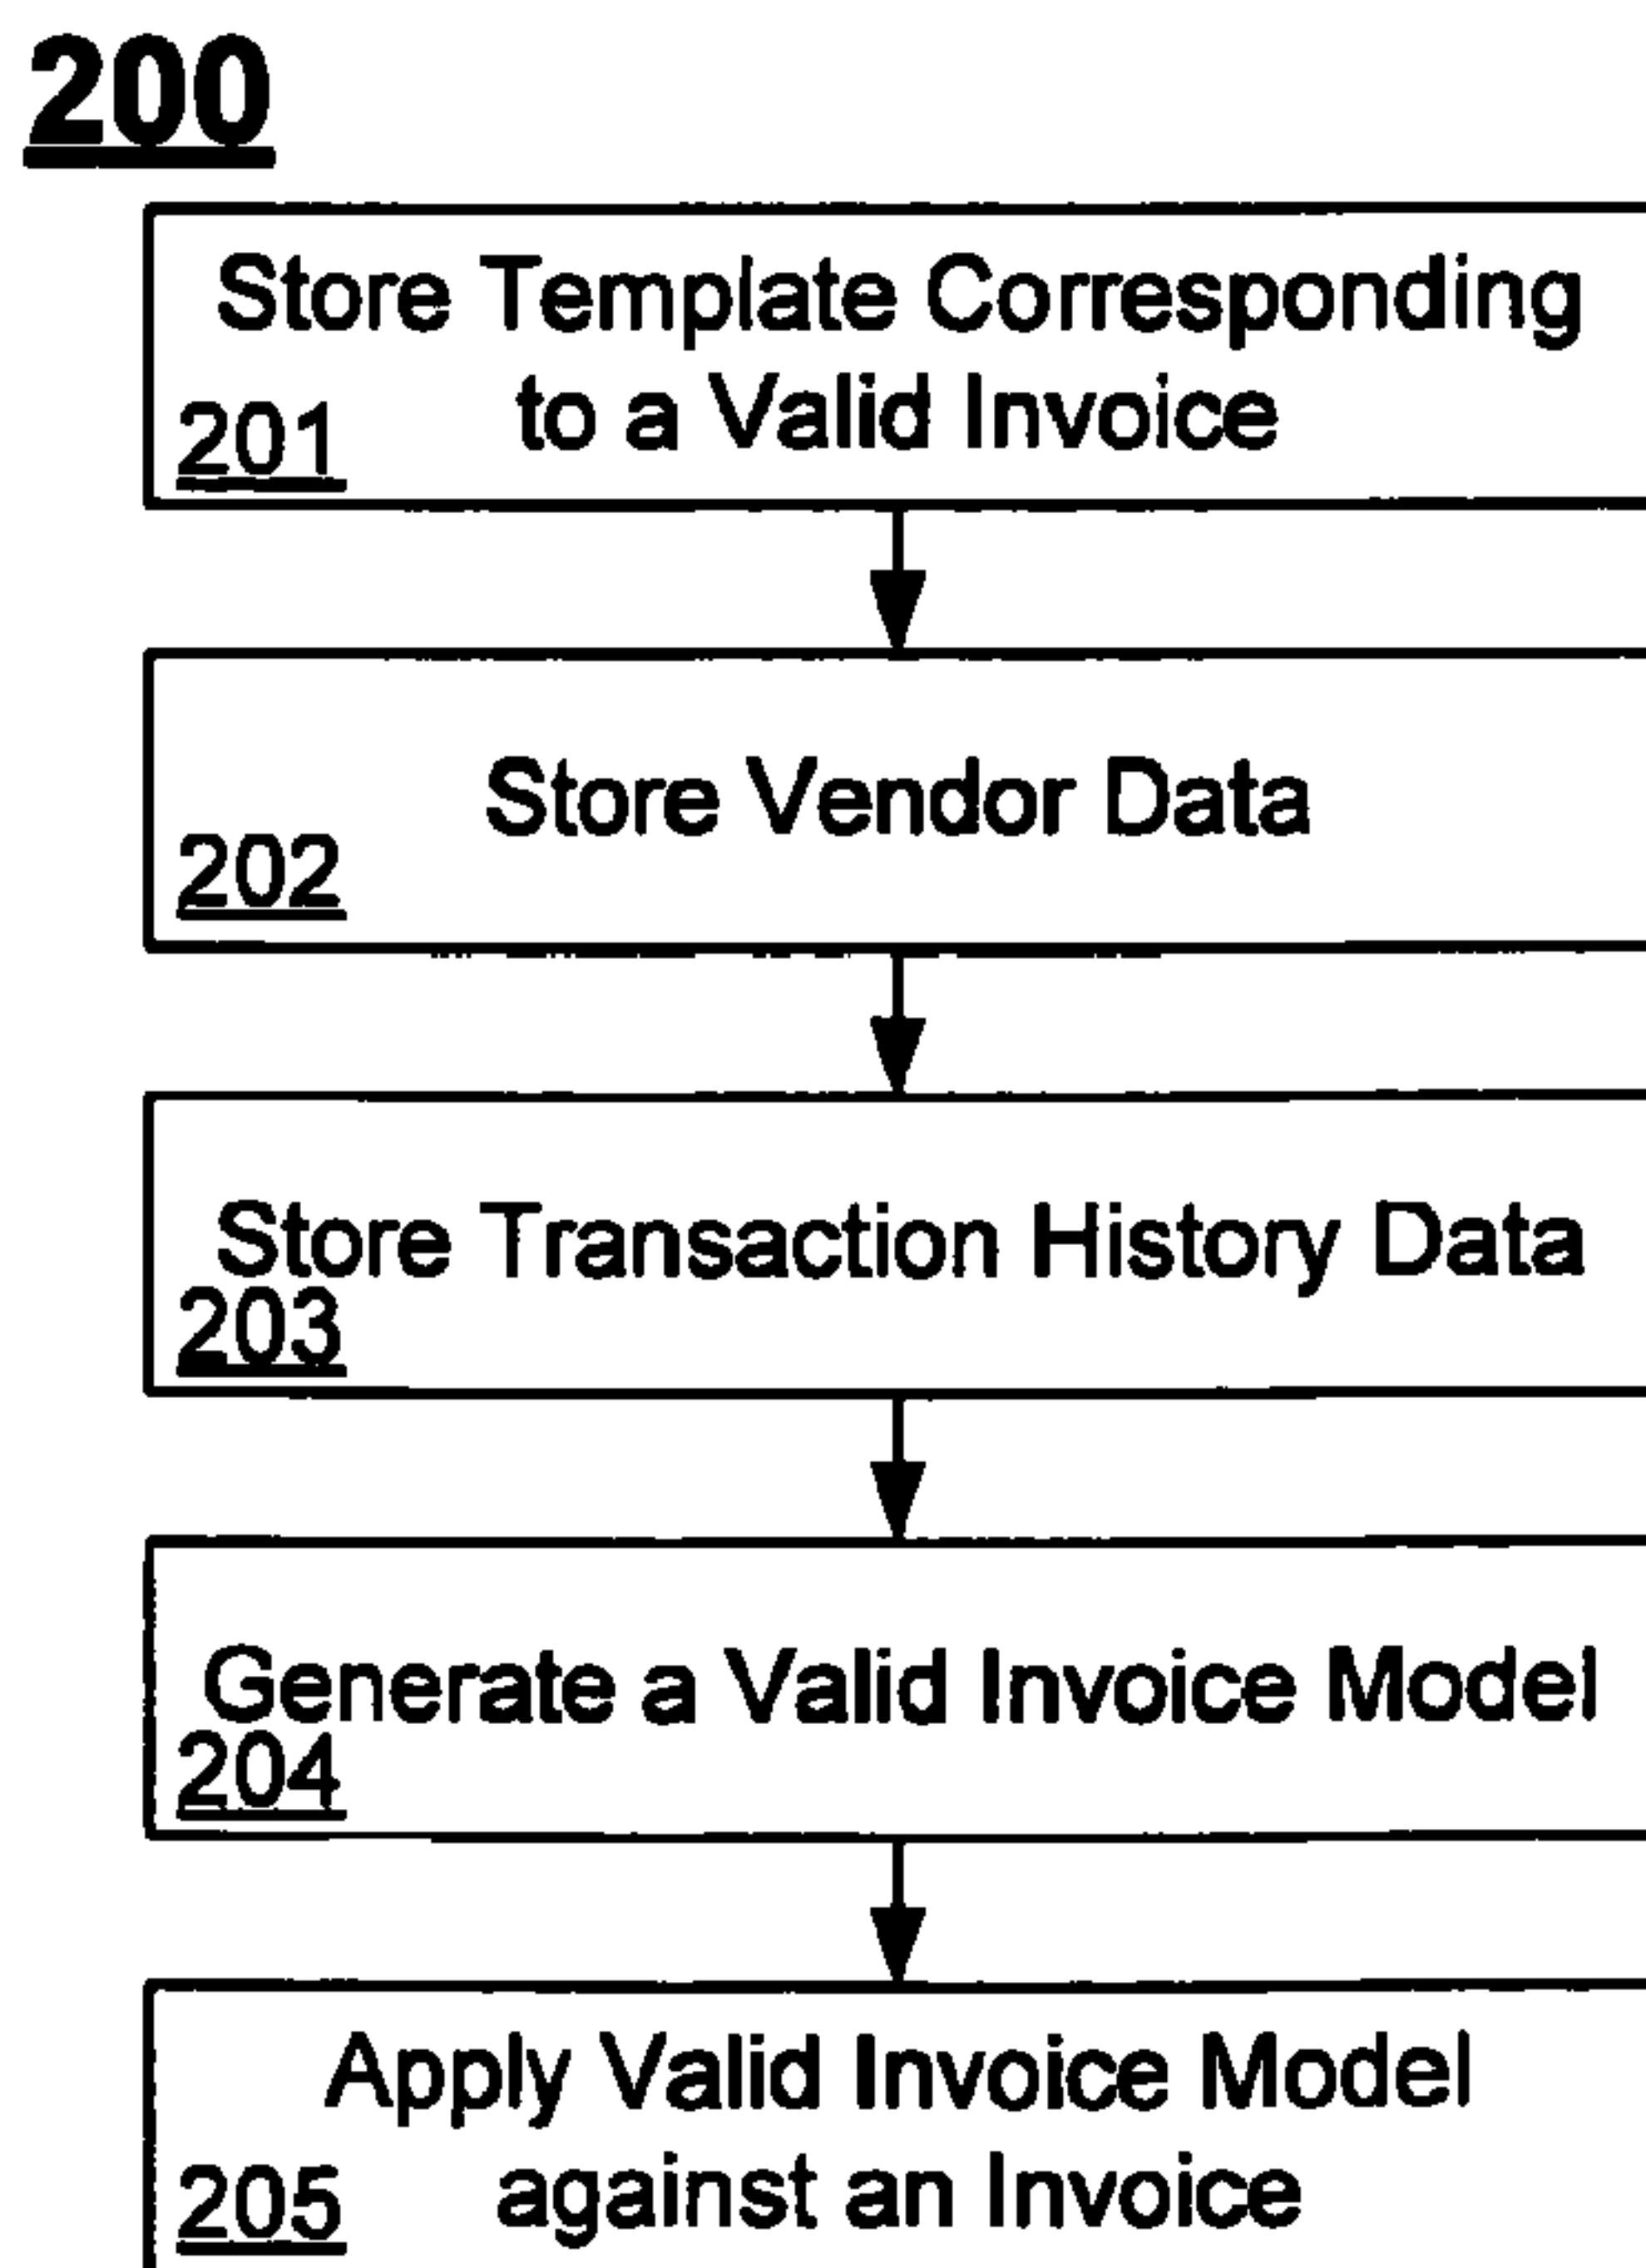 200
Store Template Corresponding
to a Valid Invoice
201
Store Vendor Data
202
Store Transaction History Data
203
Generate a Valid Invoice Model
204
Apply Valid Invoice Model
against an Invoice
205